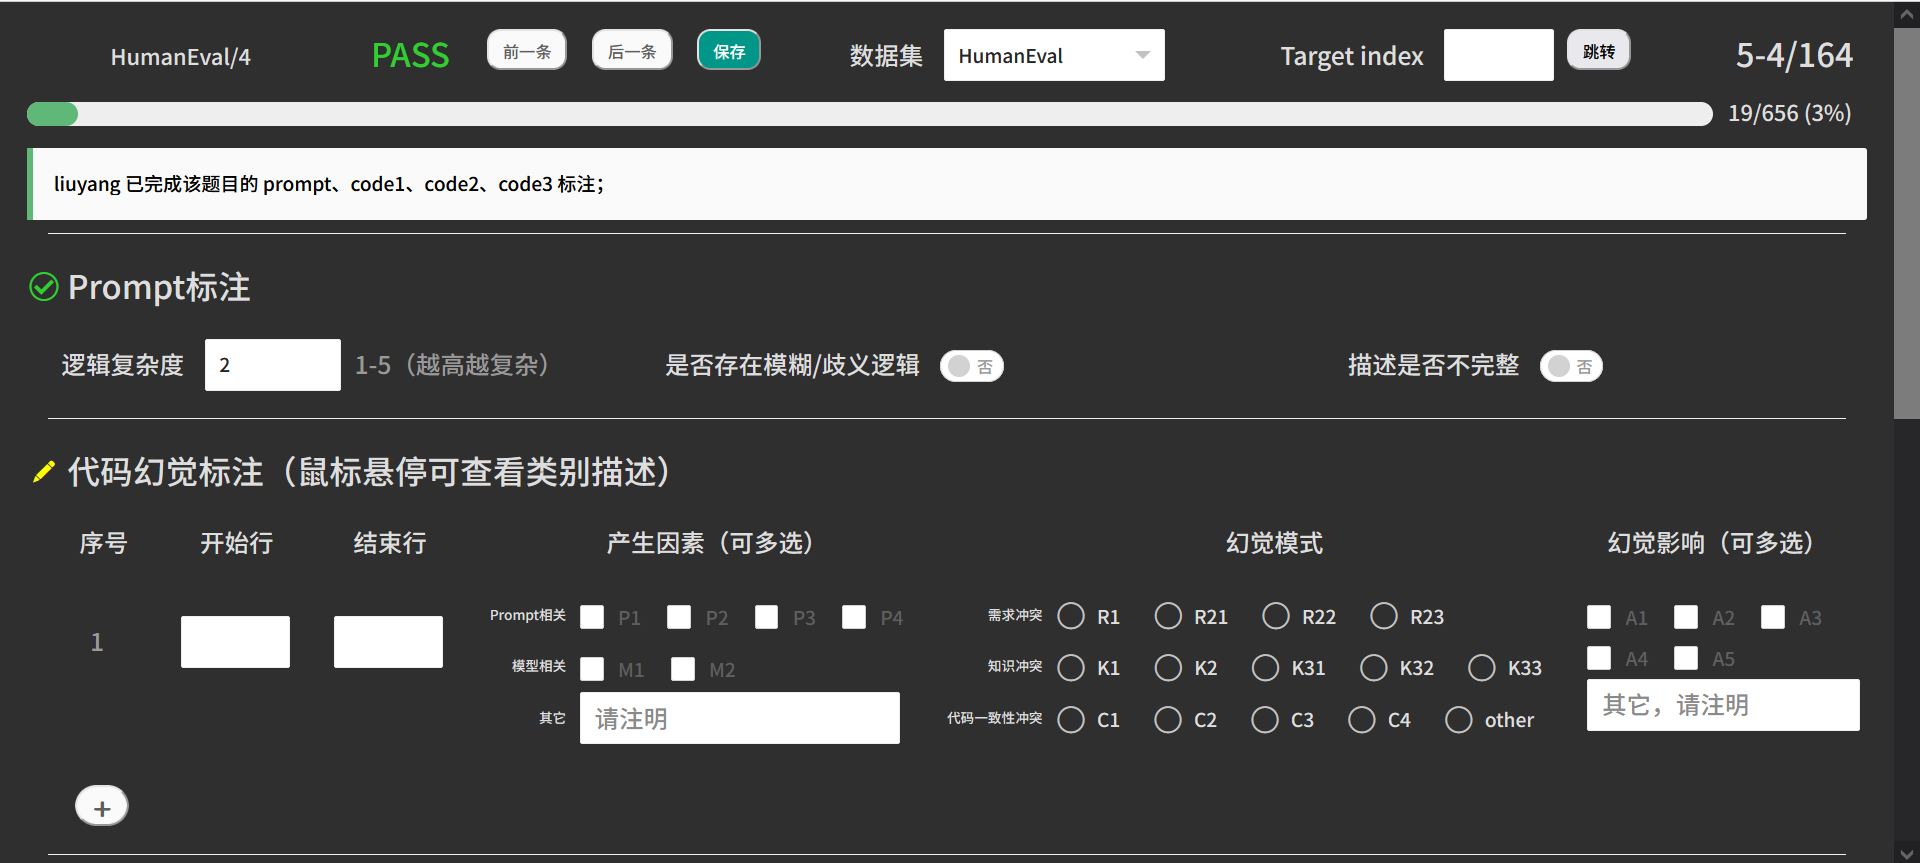 HumanEval/4 PASS 前一条 后一条 保存 数据集 HumanEval Target index 跳转 5-4/164
19/656 (3%)
liuyang 已完成该题目的 prompt、code1、code2、code3 标注；
Prompt标注
逻辑复杂度 2 1-5（越高越复杂） 是否存在模糊/歧义逻辑 否 描述是否不完整 否
代码幻觉标注（鼠标悬停可查看类别描述）
序号 开始行 结束行 产生因素（可多选） 幻觉模式 幻觉影响（可多选）
1
Prompt相关 P1 P2 P3 P4
模型相关 M1 M2
其它 请注明
需求冲突 R1 R21 R22 R23
知识冲突 K1 K2 K31 K32 K33
代码一致性冲突 C1 C2 C3 C4 other
A1 A2 A3
A4 A5
其它，请注明
+